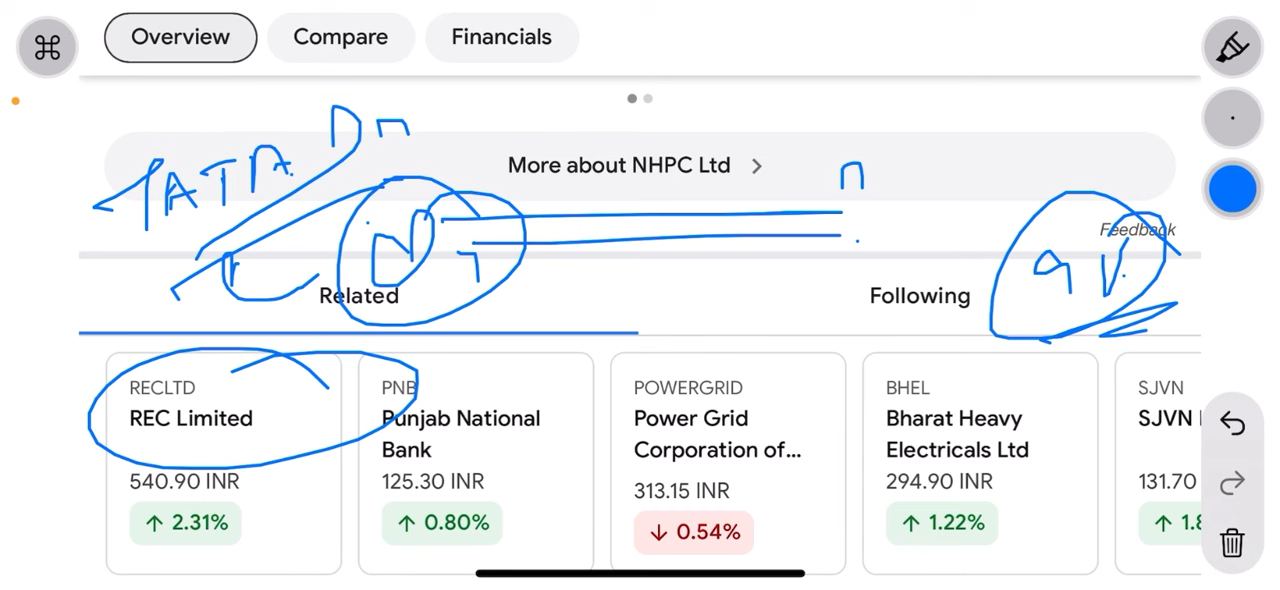 Overview Compare Financials
TATA
More about NHPC Ltd
Feedback
Related Following
RECLTD PNB POWERGRID BHEL SJVN
REC Limited Punjab National Bank Power Grid Corporation of... Bharat Heavy Electricals Ltd SJVN
540.90 INR 125.30 INR 313.15 INR 294.90 INR 131.70
↑ 2.31% ↑ 0.80% ↓ 0.54% ↑ 1.22% ↑ 1.8